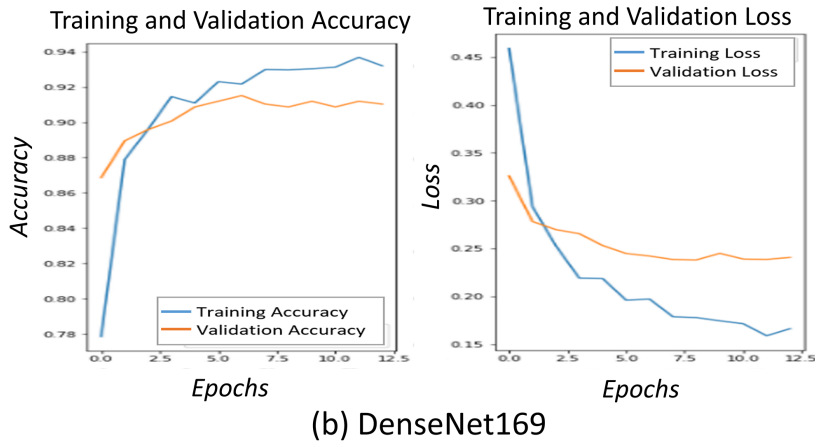 Training and Validation Accuracy
0.94
0.92
0.90
0.88
0.86
0.84
0.82
0.80
0.78
Accuracy
Training Accuracy
Validation Accuracy
0.0 2.5 5.0 7.5 10.0 12.5
Epochs
Training and Validation Loss
0.45
0.40
0.35
0.30
0.25
0.20
0.15
Loss
Training Loss
Validation Loss
0.0 2.5 5.0 7.5 10.0 12.5
Epochs
(b) DenseNet169